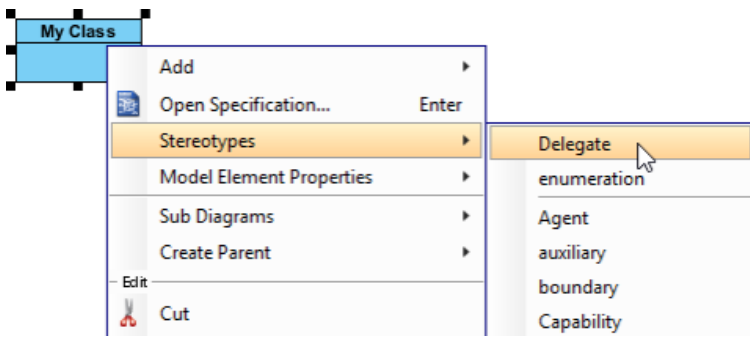 My Class
Add
Open Specification... Enter
Stereotypes
Model Element Properties
Sub Diagrams
Create Parent
Edit
Cut
Delegate
enumeration
Agent
auxiliary
boundary
Capability